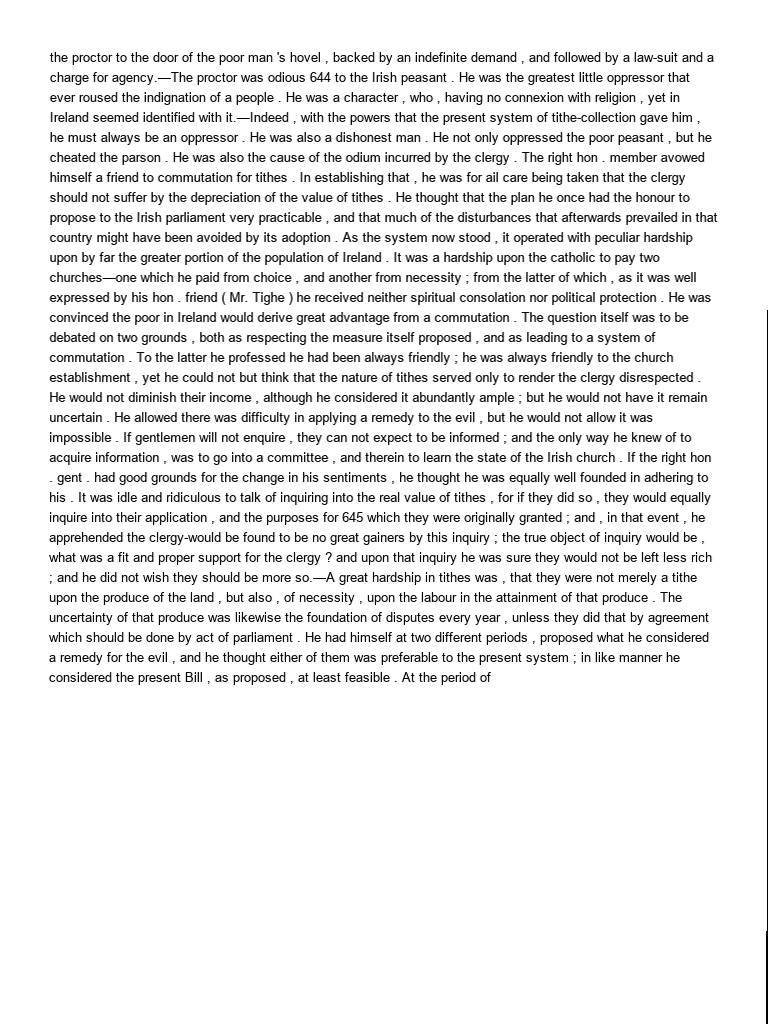 the proctor to the door of the poor man 's hovel , backed by an indefinite demand , and followed by a law-suit and a
charge for agency.—The proctor was odious 644 to the Irish peasant . He was the greatest little oppressor that
ever roused the indignation of a people . He was a character , who , having no connexion with religion , yet in
Ireland seemed identified with it.—Indeed , with the powers that the present system of tithe-collection gave him ,
he must always be an oppressor . He was also a dishonest man . He not only oppressed the poor peasant , but he
cheated the parson . He was also the cause of the odium incurred by the clergy . The right hon . member avowed
himself a friend to commutation for tithes . In establishing that , he was for ail care being taken that the clergy
should not suffer by the depreciation of the value of tithes . He thought that the plan he once had the honour to
propose to the Irish parliament very practicable , and that much of the disturbances that afterwards prevailed in that
country might have been avoided by its adoption . As the system now stood , it operated with peculiar hardship
upon by far the greater portion of the population of Ireland . It was a hardship upon the catholic to pay two
churches—one which he paid from choice , and another from necessity ; from the latter of which , as it was well
expressed by his hon . friend ( Mr. Tighe ) he received neither spiritual consolation nor political protection . He was
convinced the poor in Ireland would derive great advantage from a commutation . The question itself was to be
debated on two grounds , both as respecting the measure itself proposed , and as leading to a system of
commutation . To the latter he professed he had been always friendly ; he was always friendly to the church
establishment , yet he could not but think that the nature of tithes served only to render the clergy disrespected .
He would not diminish their income , although he considered it abundantly ample ; but he would not have it remain
uncertain . He allowed there was difficulty in applying a remedy to the evil , but he would not allow it was
impossible . If gentlemen will not enquire , they can not expect to be informed ; and the only way he knew of to
acquire information , was to go into a committee , and therein to learn the state of the Irish church . If the right hon
. gent . had good grounds for the change in his sentiments , he thought he was equally well founded in adhering to
his . It was idle and ridiculous to talk of inquiring into the real value of tithes , for if they did so , they would equally
inquire into their application , and the purposes for 645 which they were originally granted ; and , in that event , he
apprehended the clergy-would be found to be no great gainers by this inquiry ; the true object of inquiry would be ,
what was a fit and proper support for the clergy ? and upon that inquiry he was sure they would not be left less rich
; and he did not wish they should be more so.—A great hardship in tithes was , that they were not merely a tithe
upon the produce of the land , but also , of necessity , upon the labour in the attainment of that produce . The
uncertainty of that produce was likewise the foundation of disputes every year , unless they did that by agreement
which should be done by act of parliament . He had himself at two different periods , proposed what he considered
a remedy for the evil , and he thought either of them was preferable to the present system ; in like manner he
considered the present Bill , as proposed , at least feasible . At the period of